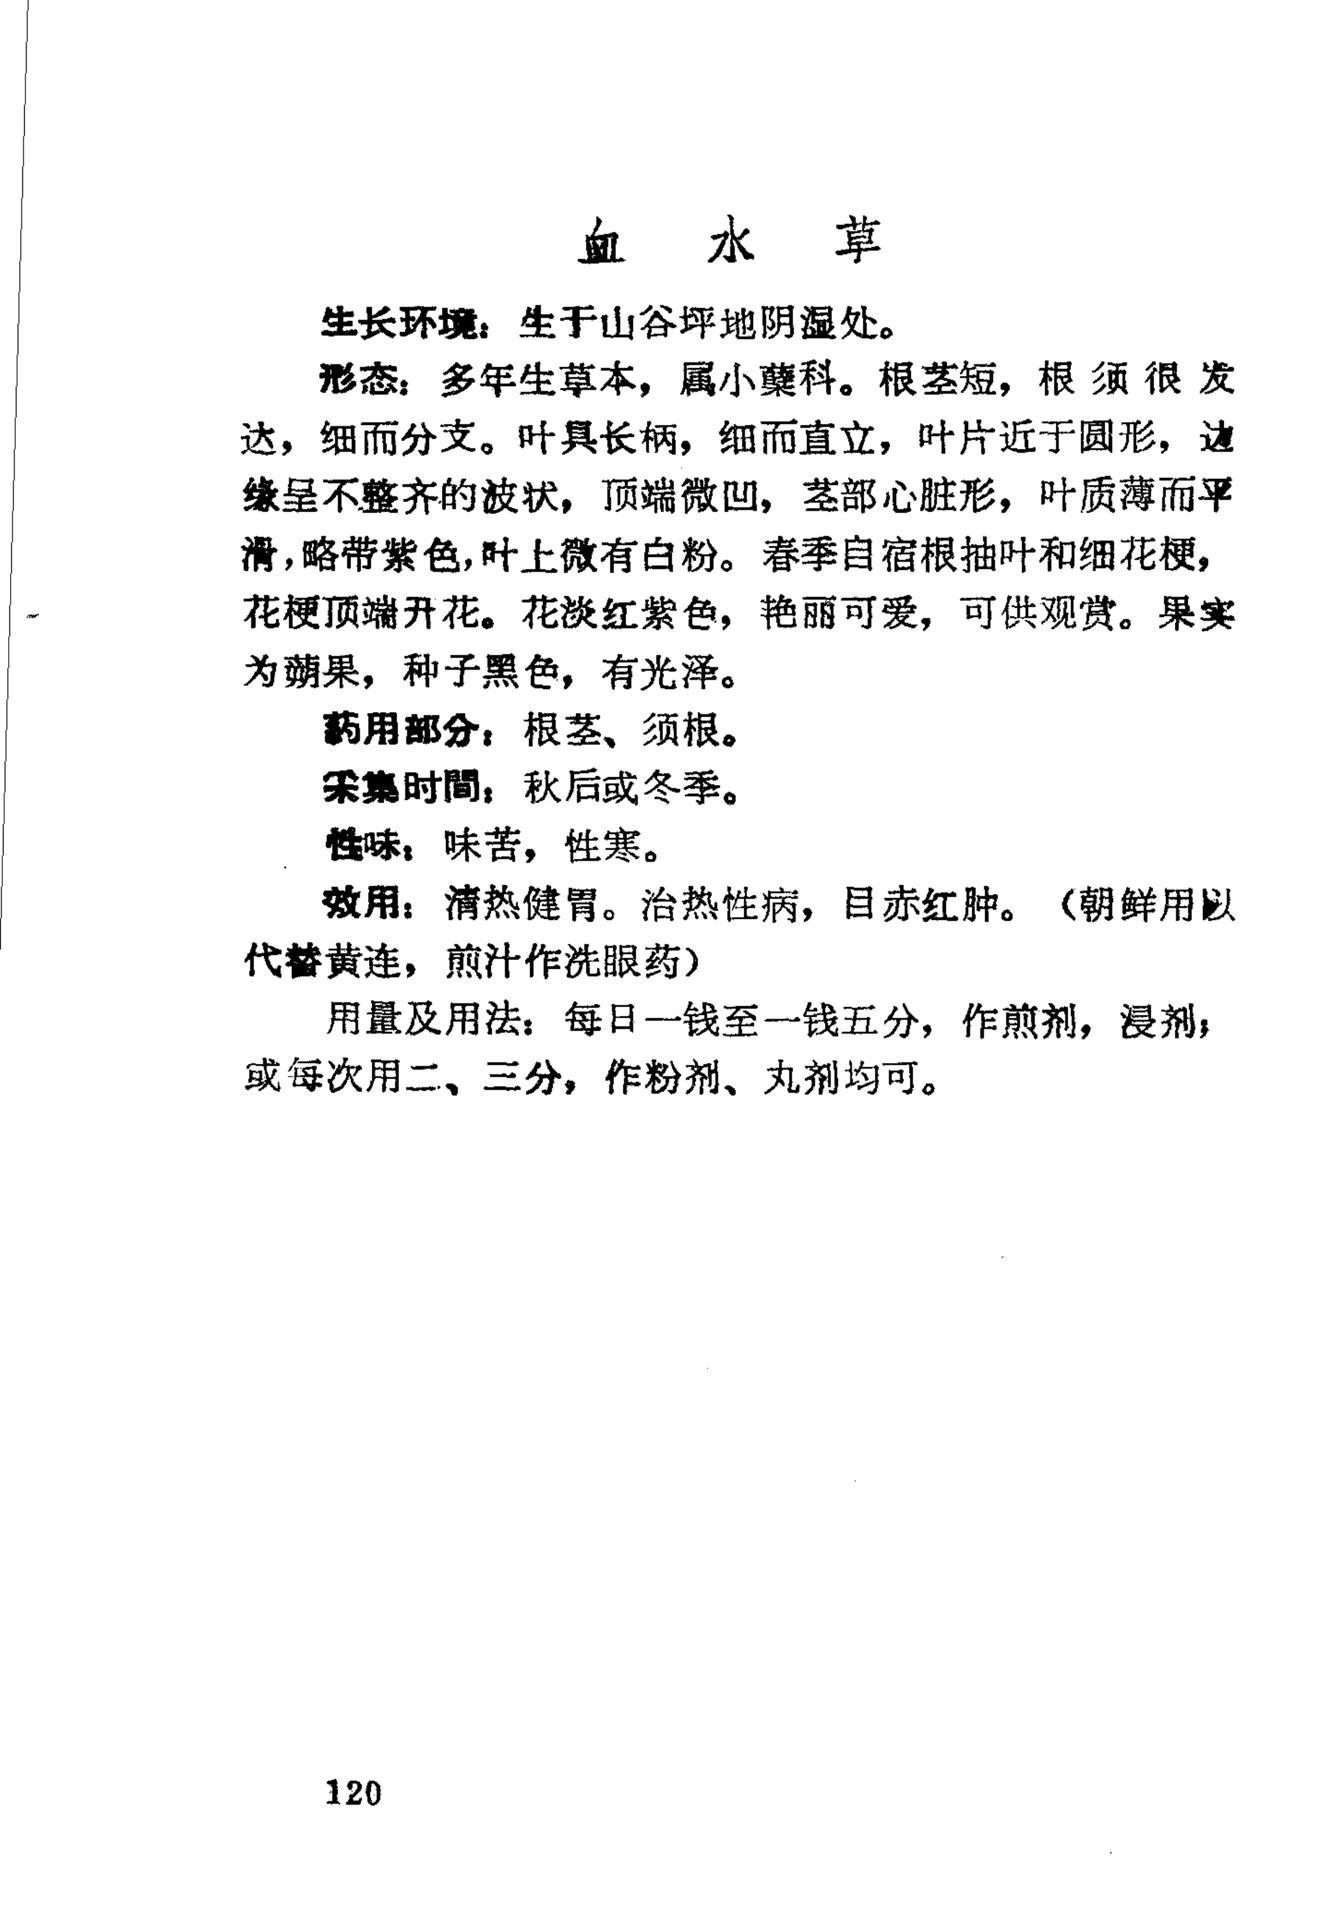 血水草
生长环境：生于山谷坪地阴湿处。
形态：多年生草本，属小蘗科。根茎短，根须很发
达，细而分支。叶具长柄，细而直立，叶片近于圆形，边
缘呈不整齐的波状，顶端微凹，茎部心脏形，叶质薄而平
滑，略带紫色，叶上微有白粉。春季自宿根抽叶和细花梗，
花梗顶端开花。花淡红紫色，艳丽可爱，可供观赏。果实
为蒴果，种子黑色，有光泽。
药用部分：根茎、须根。
采集时間：秋后或冬季。
性味：味苦，性寒。
效用：清热健胃。治热性病，目赤红肿。（朝鲜用以
代替黄连，煎汁作洗眼药）
用量及用法：每日一钱至一钱五分，作煎剂，浸剂；
或每次用二、三分，作粉剂、丸剂均可。
120